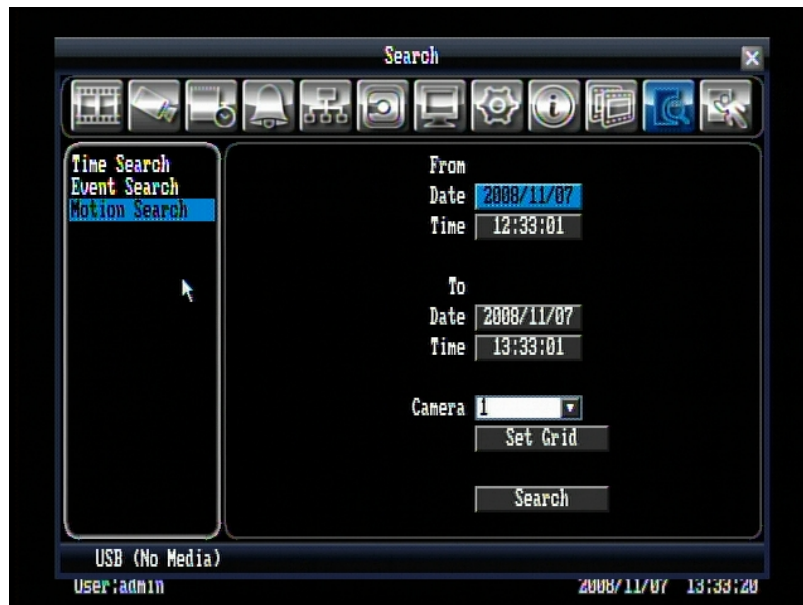 Search
Time Search
Event Search
Motion Search
From
Date 2008/11/07
Time 12:33:01
To
Date 2008/11/07
Time 13:33:01
Camera 1
Set Grid
Search
USB (No Media)
User:admin 2008/11/07 13:33:20